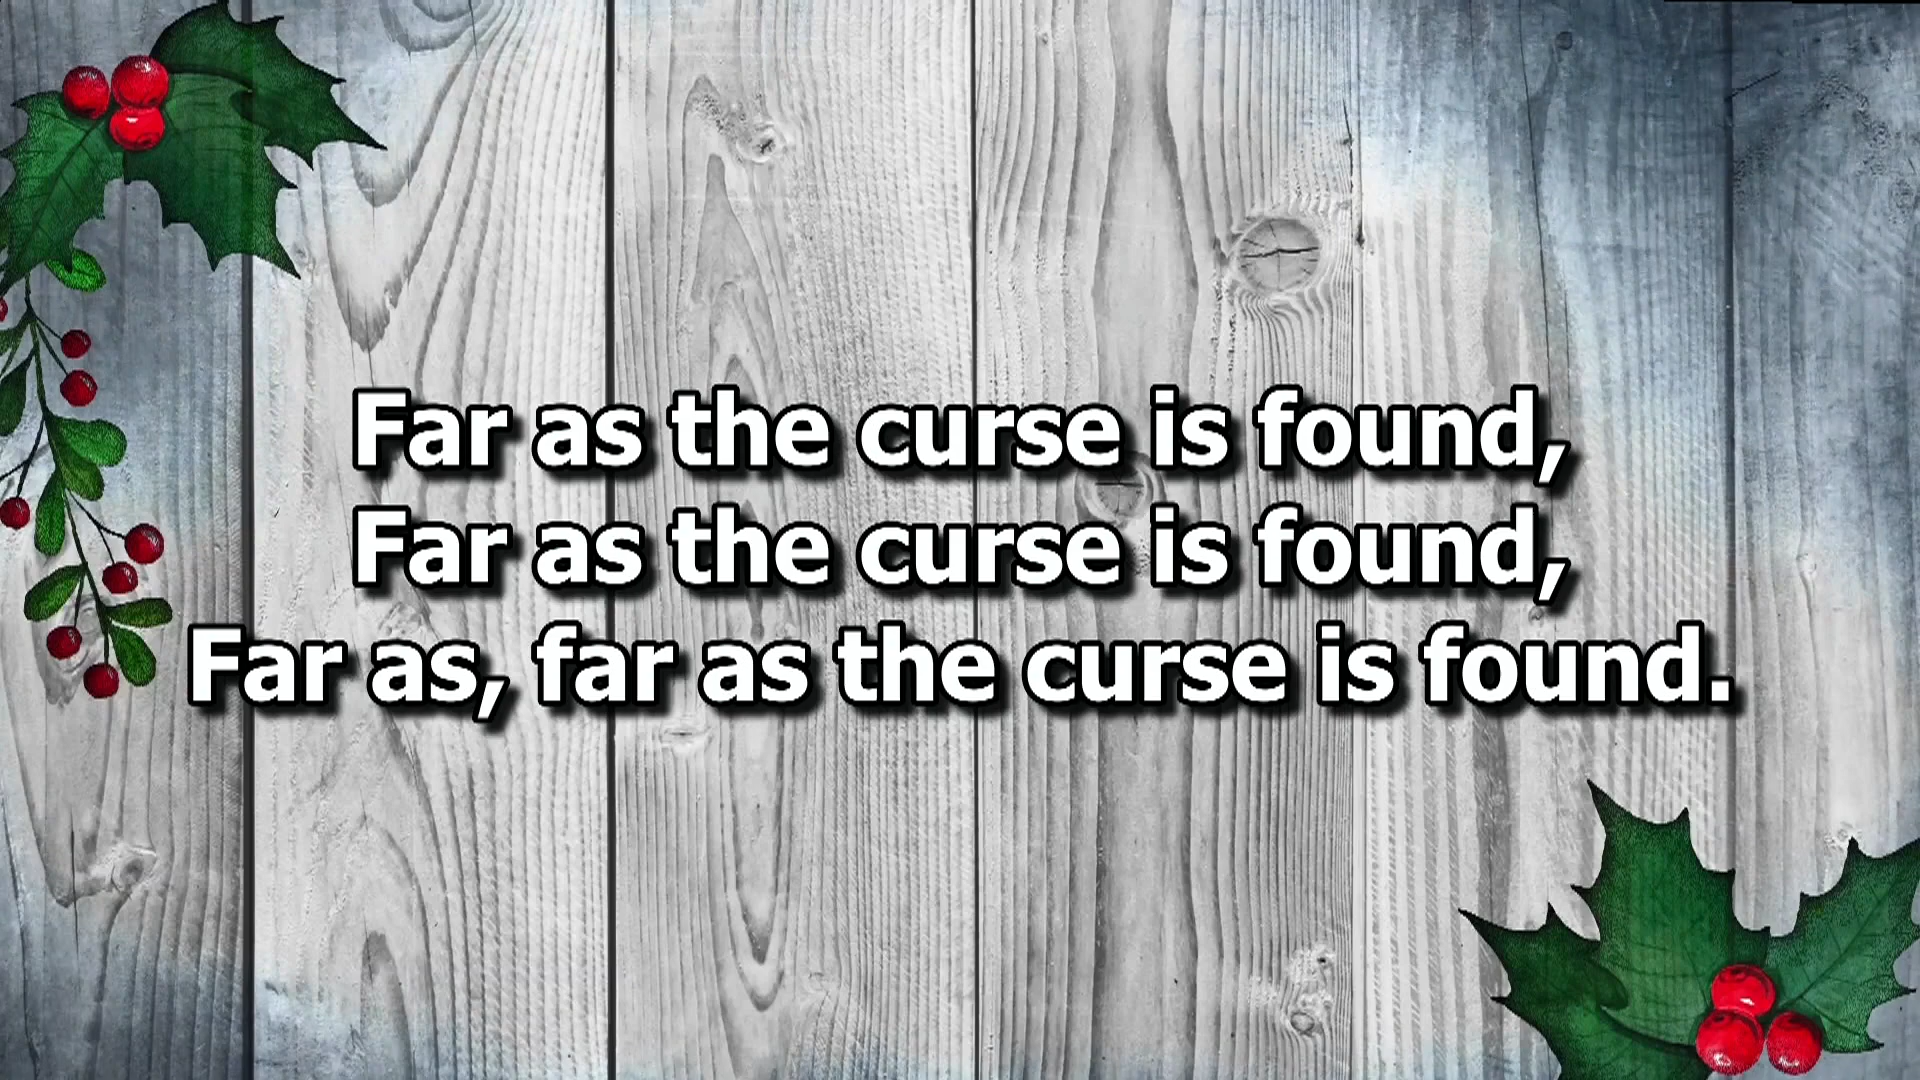 Far as the curse is found,
Far as the curse is found,
Far as, far as the curse is found.